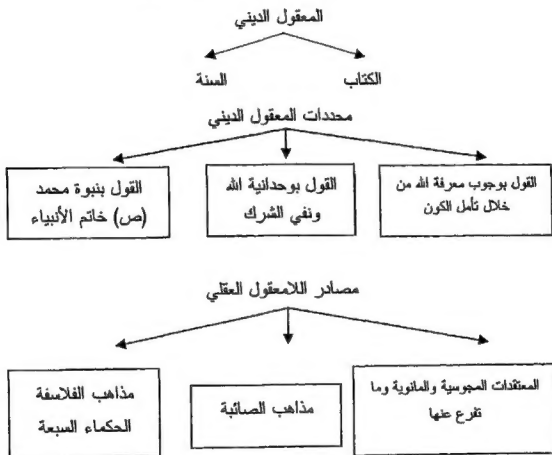 المعقول الديني
الكتاب
السنة
محددات المعقول الديني
القول بوجوب معرفة الله من
خلال تأمل الكون
القول بوحدانية الله
ونفي الشرك
القول بنبوة محمد
(ص) خاتم الأنبياء
مصادر اللامعقول العقلي
المعتقدات المجوسية والمانوية وما
تفرع عنها
مذاهب الصائبة
مذاهب الفلاسفة
الحكماء السبعة